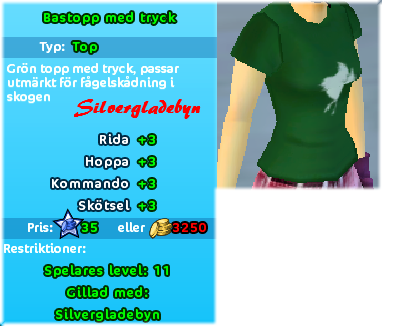 Bastopp med tryck
Typ: Top
Grön topp med tryck, passar
utmärkt för fågelskådning i
skogen
Silvergladebyn
Rida +3
Hoppa +3
Kommando +3
Skötsel +3
Pris: 35 eller 3250
Restriktioner:
Spelares level: 11
Gillad med:
Silvergladebyn